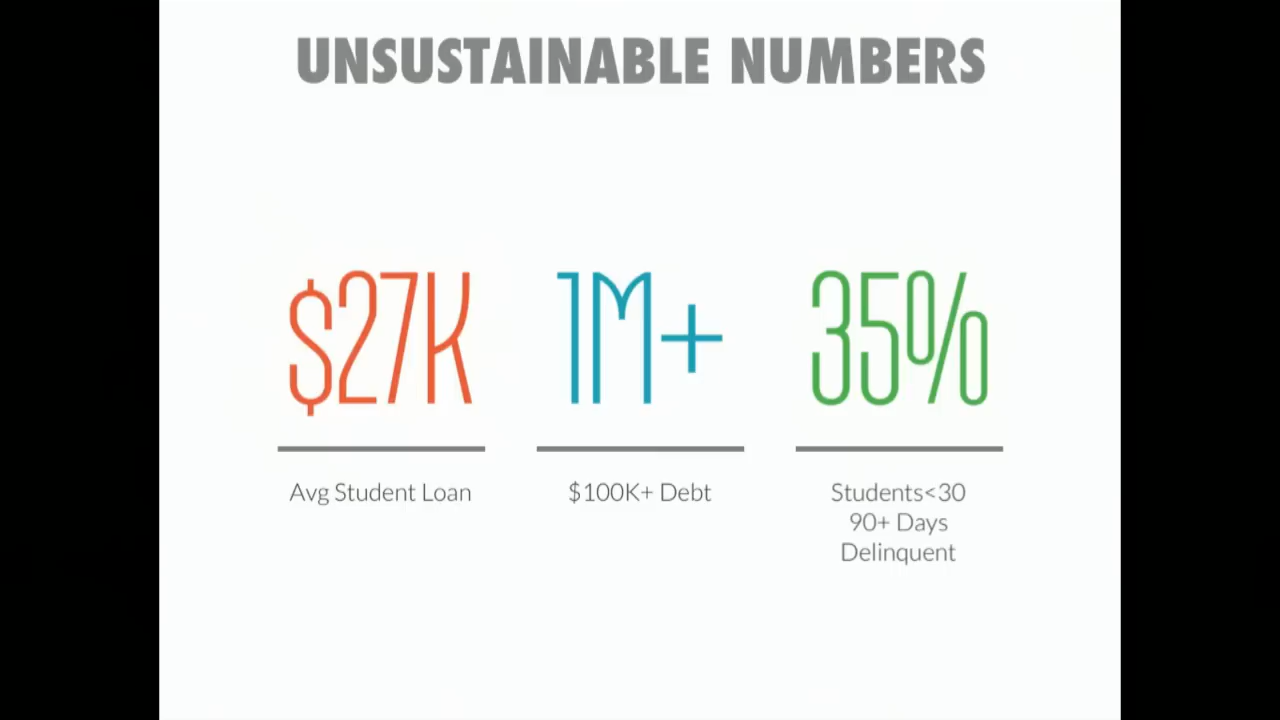 UNSUSTAINABLE NUMBERS
$27K
Avg Student Loan
1M+
$100K+ Debt
35%
Students<30
90+ Days
Delinquent